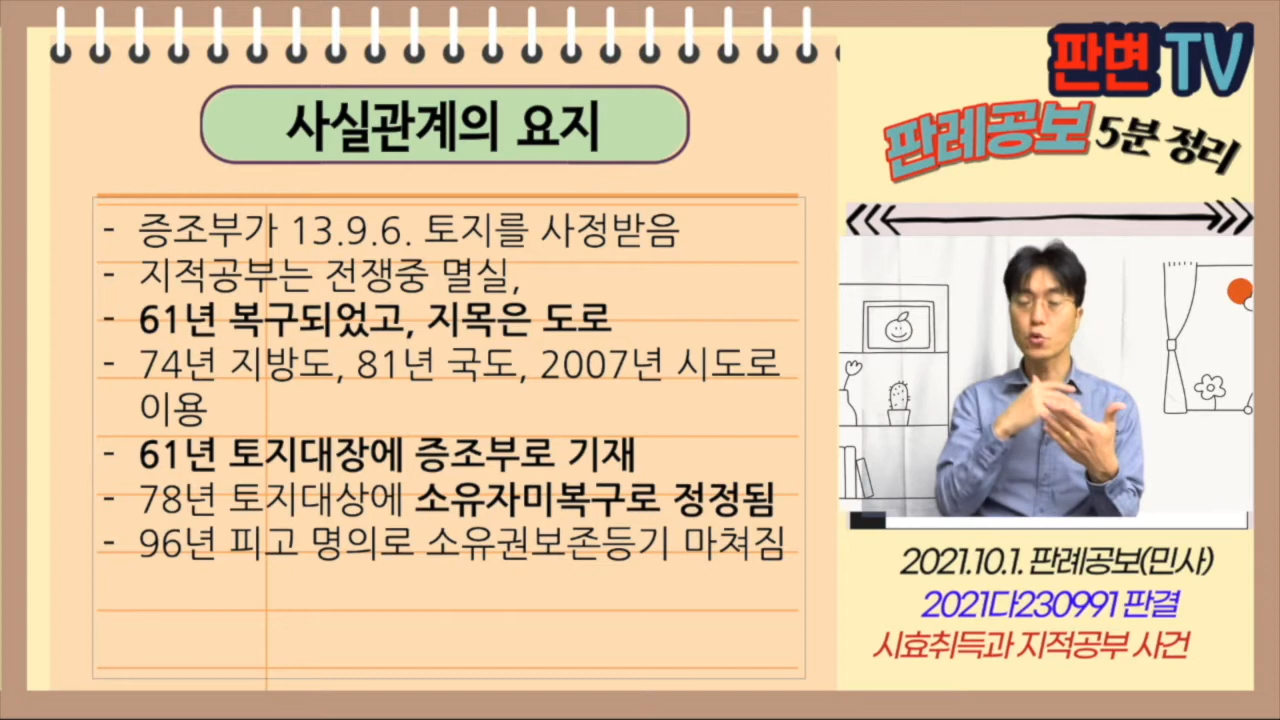 사실관계의 요지
- 증조부가 13.9.6. 토지를 사정받음
- 지적공부는 전쟁중 멸실,
- 61년 복구되었고, 지목은 도로
- 74년 지방도, 81년 국도, 2007년 시도로
이용
- 61년 토지대장에 증조부로 기재
- 78년 토지대상에 소유자미복구로 정정됨
- 96년 피고 명의로 소유권보존등기 마쳐짐
판변 TV
판례공보 5분 정리
2021.10.1. 판례공보(민사)
2021다230991 판결
시효취득과 지적공부 사건